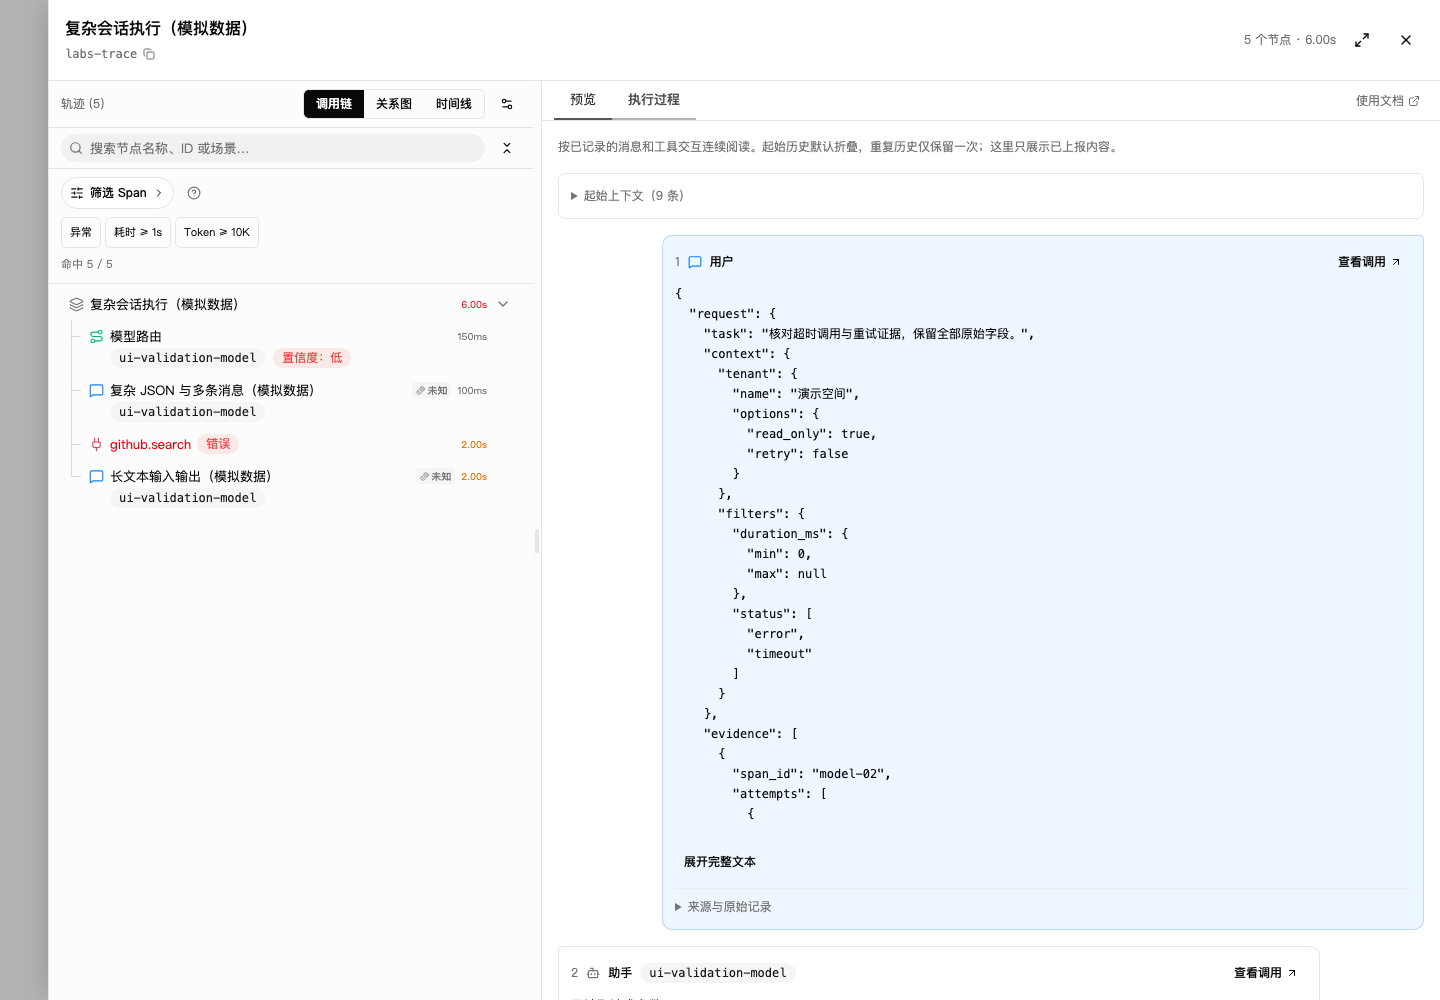 复杂会话执行（模拟数据）
labs-trace
5 个节点 · 6.00s
轨迹 (5)
调用链
关系图
时间线
搜索节点名称、ID 或场景...
筛选 Span
异常
耗时 ≥ 1s
Token ≥ 10K
命中 5 / 5
复杂会话执行（模拟数据）
6.00s
模型路由
150ms
ui-validation-model
置信度：低
复杂 JSON 与多条消息（模拟数据）
未知
100ms
ui-validation-model
github.search
错误
2.00s
长文本输入输出（模拟数据）
未知
2.00s
ui-validation-model
预览
执行过程
使用文档
按已记录的消息和工具交互连续阅读。起始历史默认折叠，重复历史仅保留一次；这里只展示已上报内容。
起始上下文（9 条）
1
用户
查看调用
{
"request": {
"task": "核对超时调用与重试证据，保留全部原始字段。",
"context": {
"tenant": {
"name": "演示空间",
"options": {
"read_only": true,
"retry": false
}
},
"filters": {
"duration_ms": {
"min": 0,
"max": null
},
"status": [
"error",
"timeout"
]
}
},
"evidence": [
{
"span_id": "model-02",
"attempts": [
{
展开完整文本
来源与原始记录
2
助手
ui-validation-model
查看调用